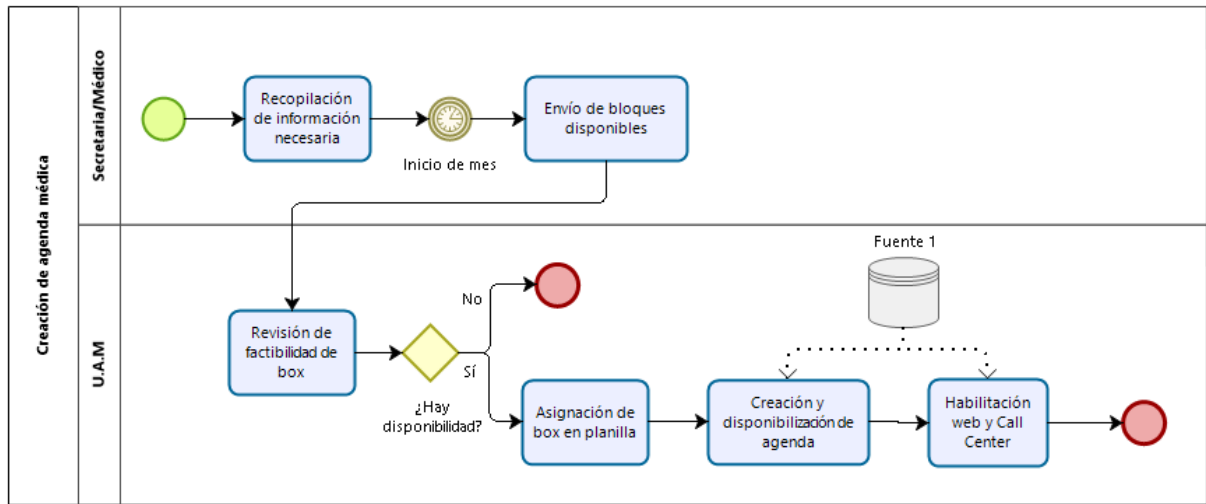 Creación de agenda médica
Secretaria/Médico
Recopilación
de información
necesaria
Inicio de mes
Envío de bloques
disponibles
U.A.M
Revisión de
factibilidad de
box
¿Hay
disponibilidad?
No
Sí
Asignación de
box en planilla
Fuente 1
Creación y
disponibilización de
agenda
Habilitación
web y Call
Center